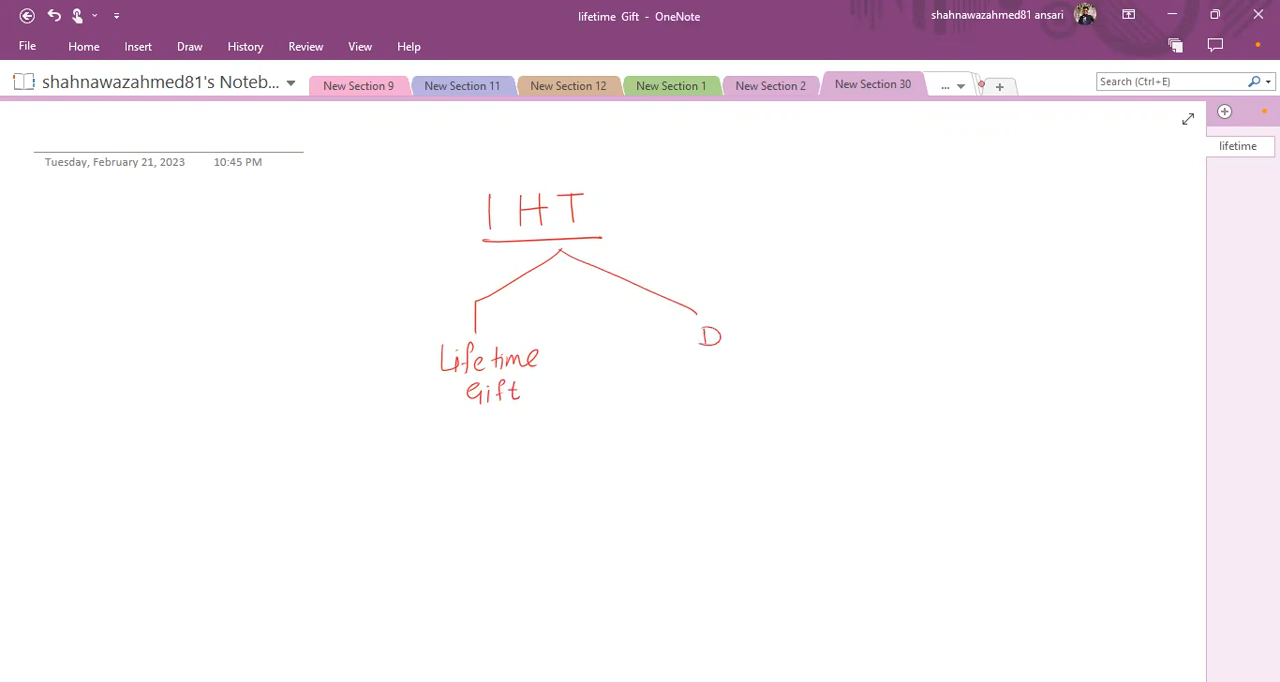 lifetime Gift - OneNote
shahnawazahmed81 ansari
File Home Insert Draw History Review View Help
shahnawazahmed81's Noteb...
New Section 9
New Section 11
New Section 12
New Section 1
New Section 2
New Section 30
...
Search (Ctrl+E)
lifetime
Tuesday, February 21, 2023 10:45 PM
IHT
Lifetime
Gift
D